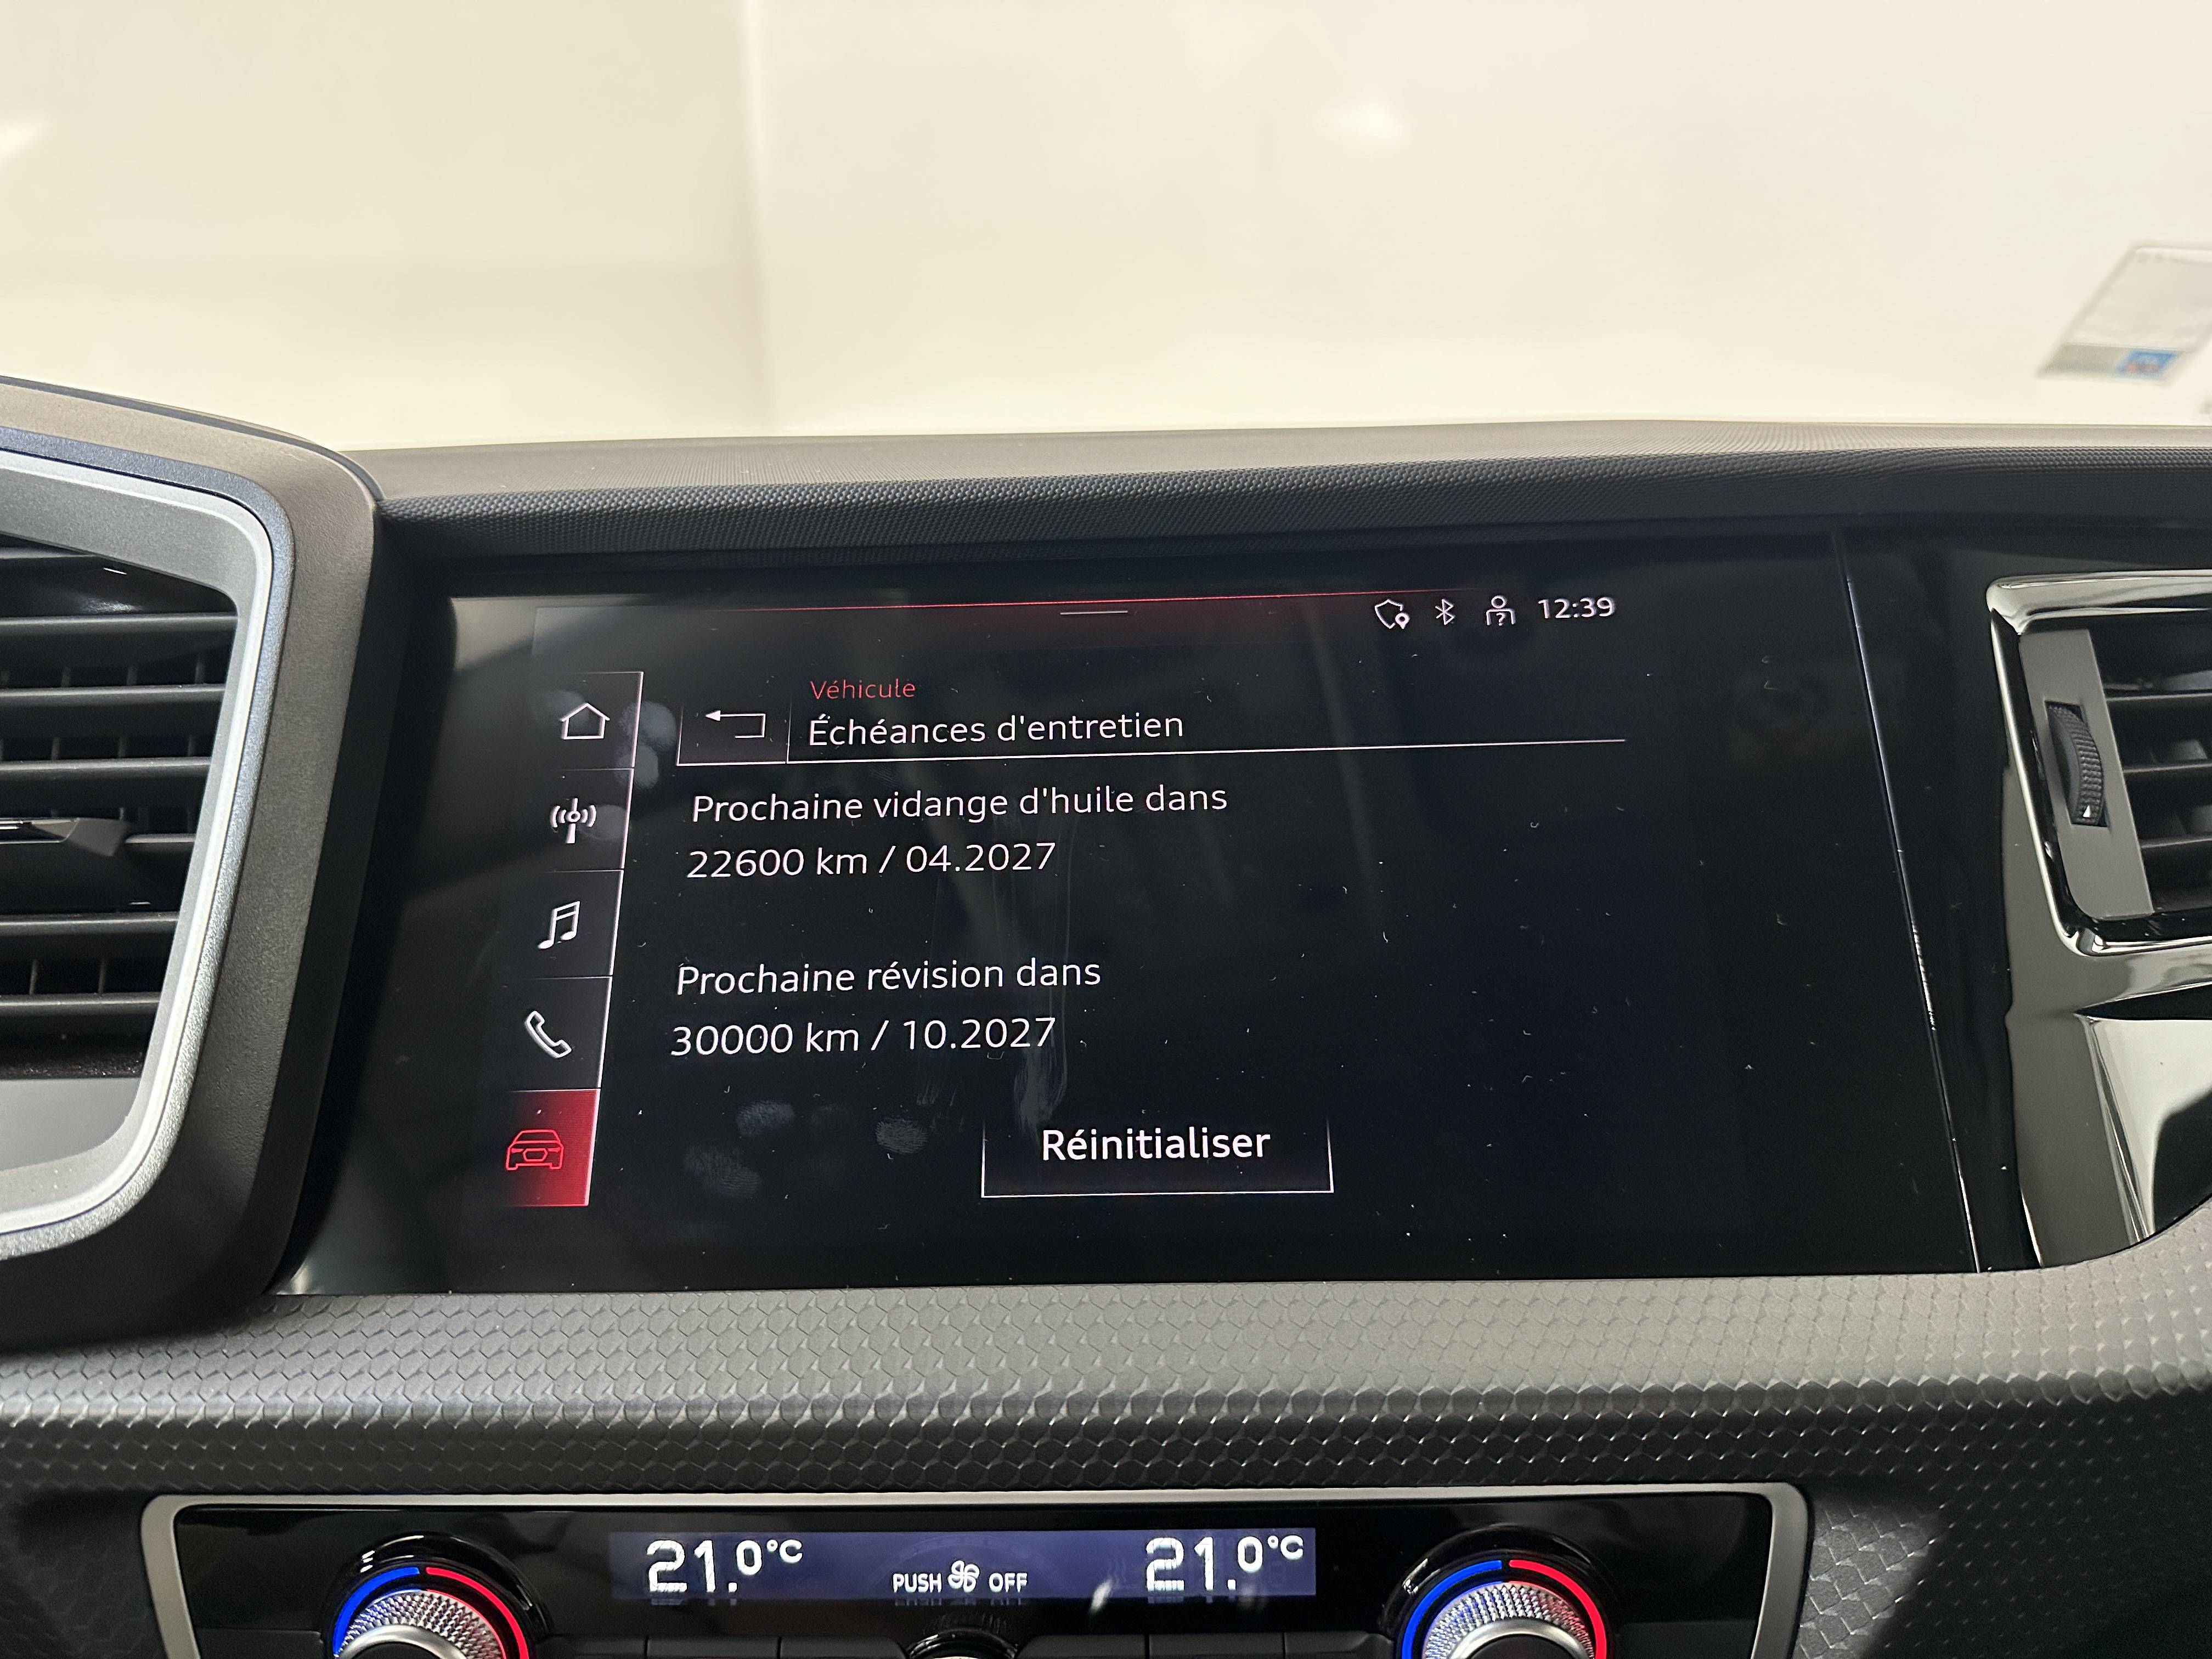 12:39
Véhicule
Échéances d'entretien
Prochaine vidange d'huile dans
22600 km / 04.2027
Prochaine révision dans
30000 km / 10.2027
Réinitialiser
21.0°C PUSH OFF 21.0°C